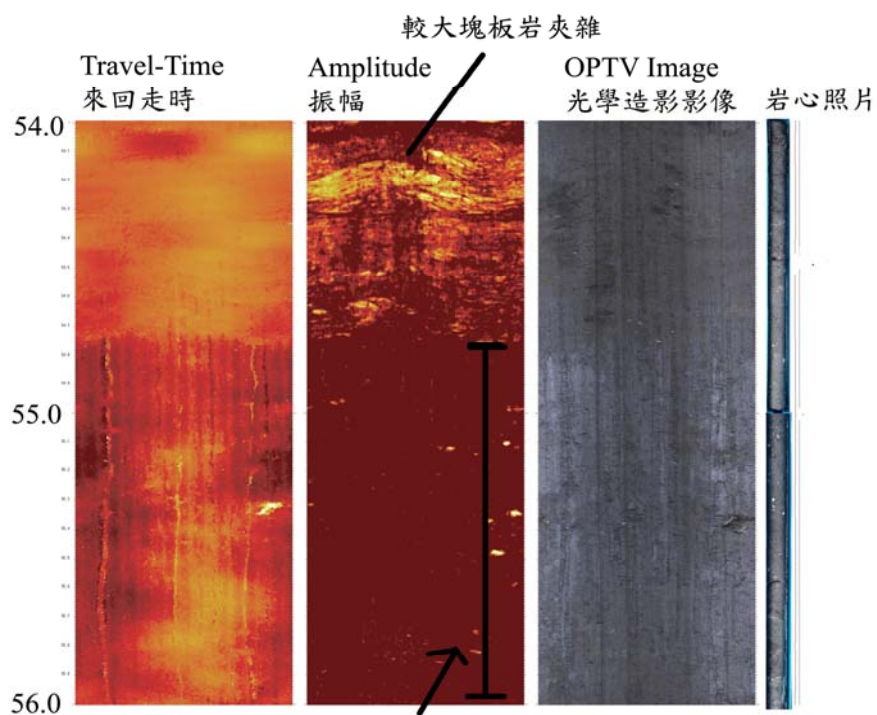 較大塊板岩夾雜
Travel-Time
來回走時
Amplitude
振幅
OPTV Image
光學造影影像
岩心照片
54.0
55.0
56.0